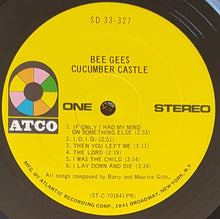 SD 33-327
BEE GEES
CUCUMBER CASTLE
ATCO
ONE
STEREO
1. IF ONLY I HAD MY MIND
ON SOMETHING ELSE (2:33)
2. I.O.I.O. (2:51)
3. THEN YOU LEFT ME (3:11)
4. THE LORD (2:19)
5. I WAS THE CHILD (3:13)
6. I LAY DOWN AND DIE (3:33)
All songs composed by Barry and Maurice Gibb.
(ST-C-701841 PR)
MFG. BY ATLANTIC RECORDING CORP., 1841 BROADWAY, NEW YORK, N.Y.